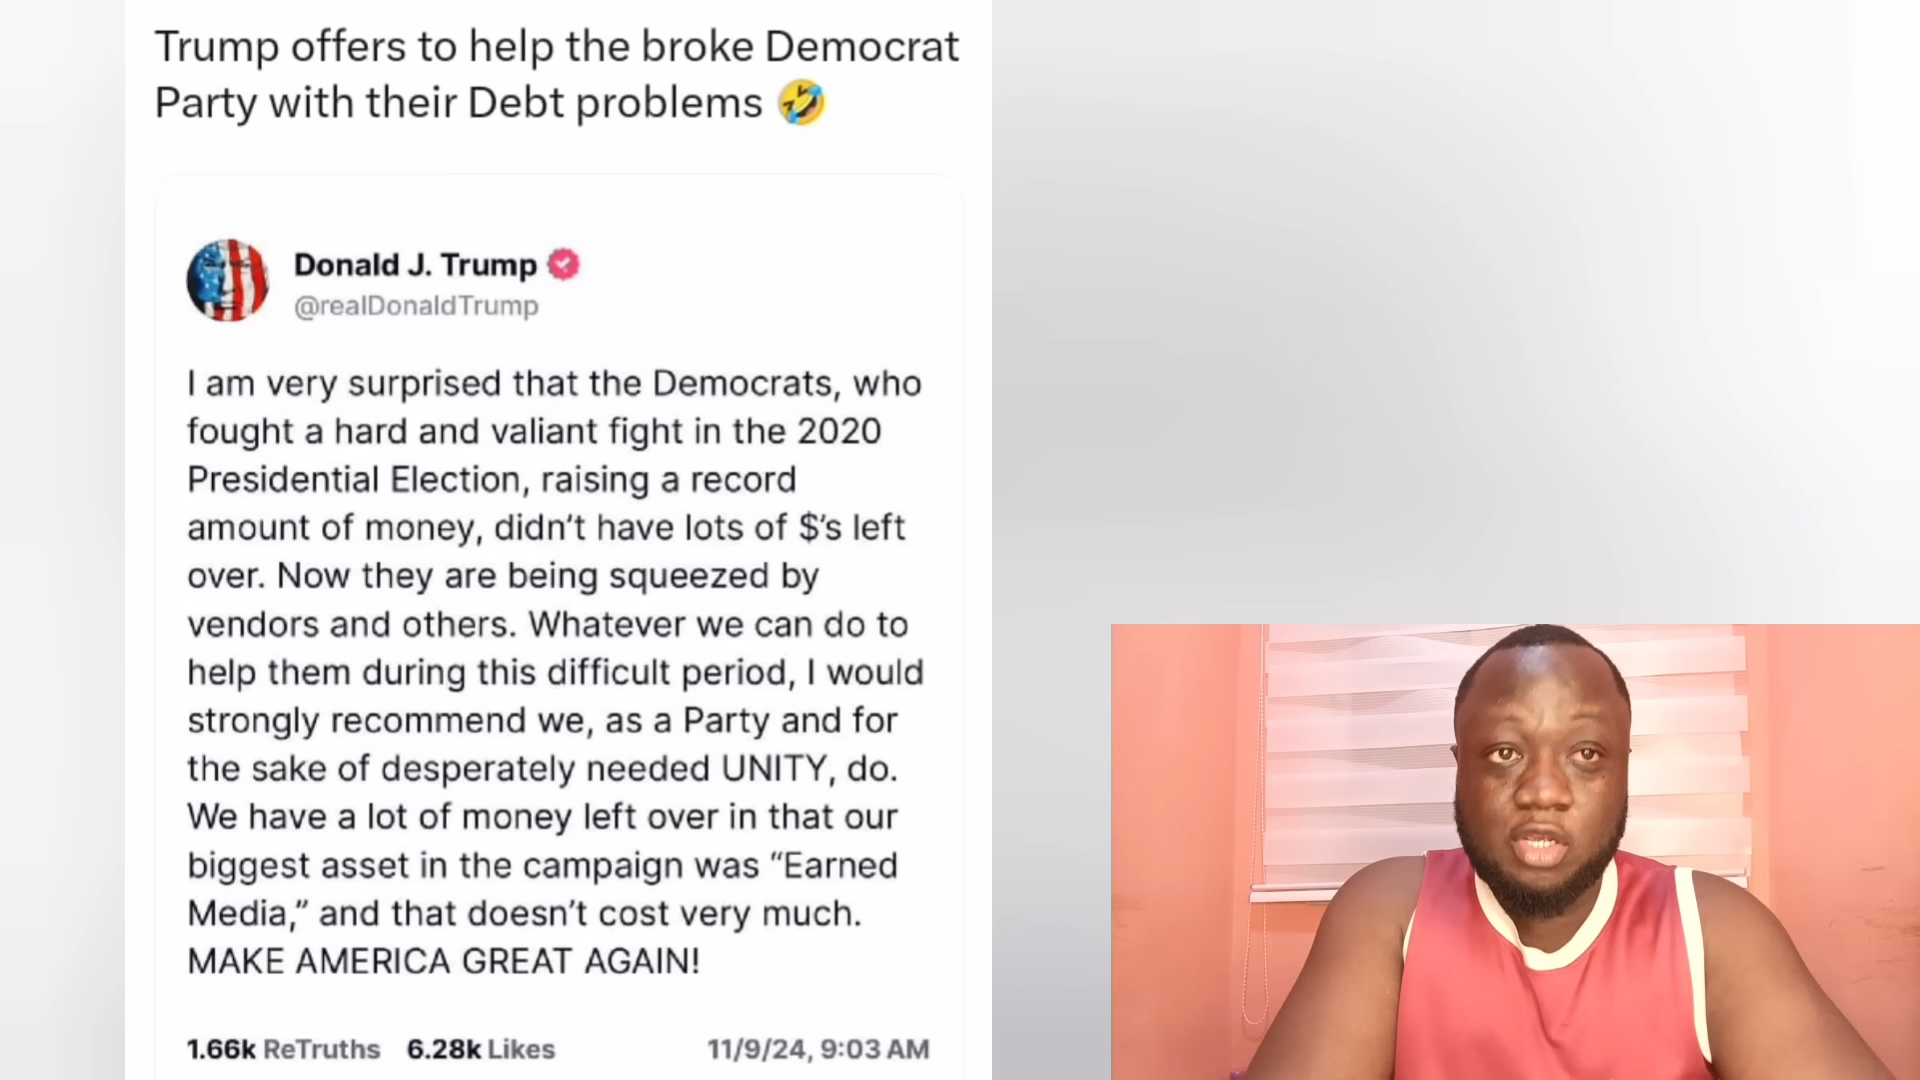 Trump offers to help the broke Democrat
Party with their Debt problems 🤣
Donald J. Trump
@realDonaldTrump
I am very surprised that the Democrats, who
fought a hard and valiant fight in the 2020
Presidential Election, raising a record
amount of money, didn't have lots of $'s left
over. Now they are being squeezed by
vendors and others. Whatever we can do to
help them during this difficult period, I would
strongly recommend we, as a Party and for
the sake of desperately needed UNITY, do.
We have a lot of money left over in that our
biggest asset in the campaign was "Earned
Media," and that doesn't cost very much.
MAKE AMERICA GREAT AGAIN!
1.66k ReTruths 6.28k Likes 11/9/24, 9:03 AM